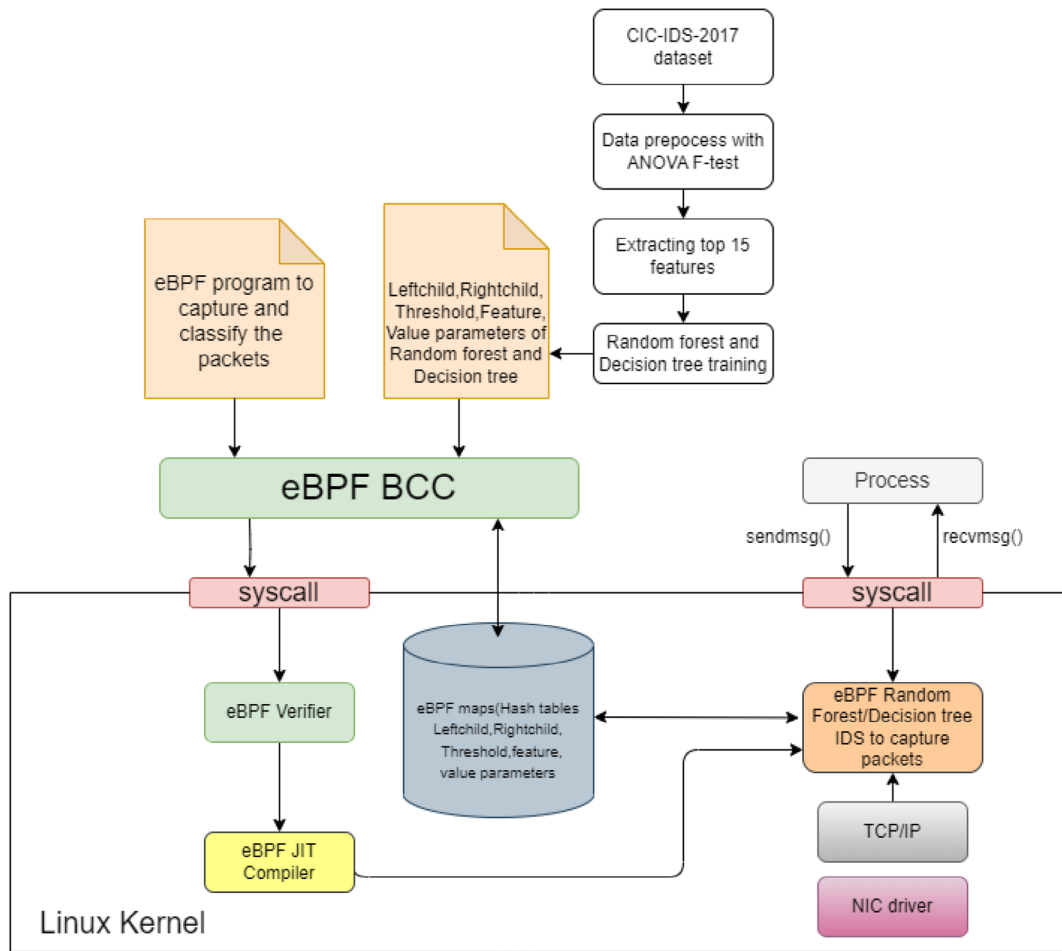 CIC-IDS-2017
dataset
Data prepocess with
ANOVA F-test
Extracting top 15
features
Random forest and
Decision tree training
eBPF program to
capture and
classify the
packets
Leftchild,Rightchild,
Threshold,Feature,
Value parameters of
Random forest and
Decision tree
eBPF BCC
Process
sendmsg()
recvmsg()
syscall
syscall
eBPF Verifier
eBPF maps(Hash tables
Leftchild,Rightchild,
Threshold,feature,
value parameters
eBPF Random
Forest/Decision tree
IDS to capture
packets
TCP/IP
eBPF JIT
Compiler
NIC driver
Linux Kernel